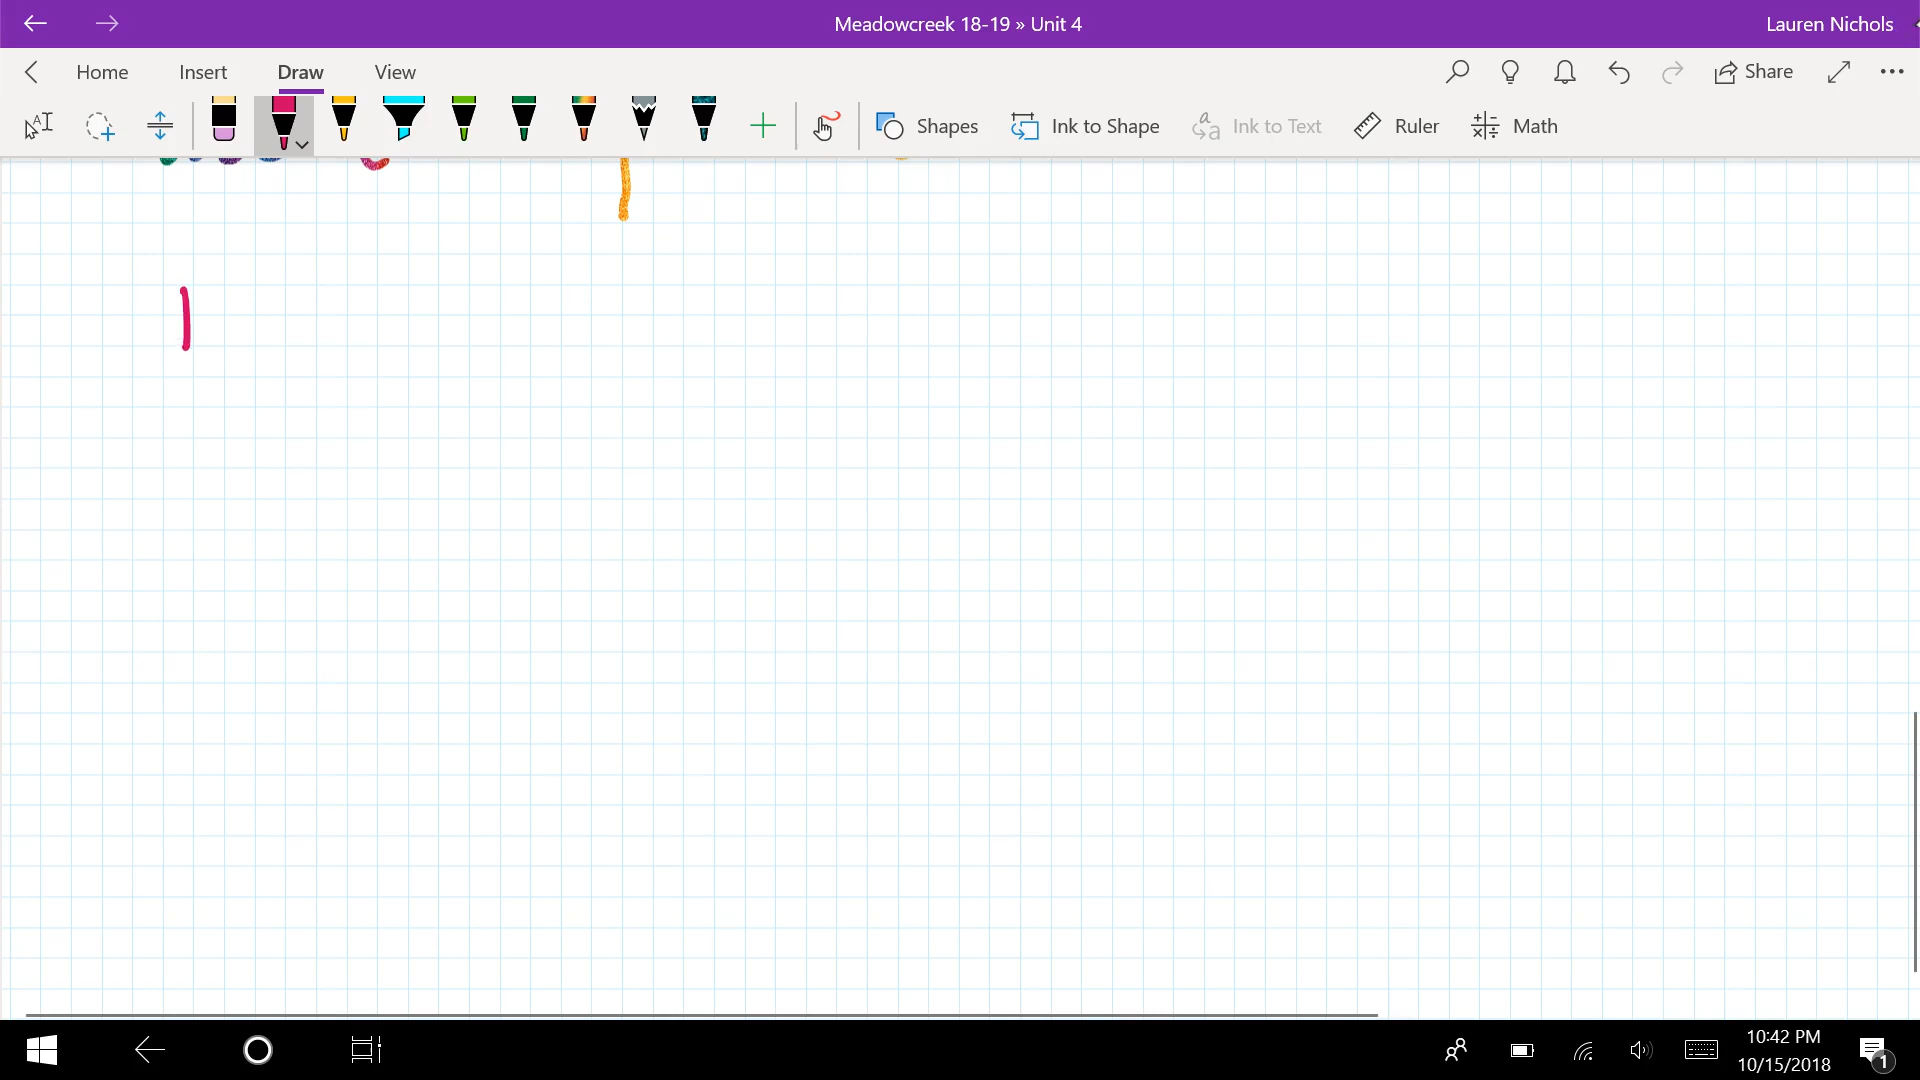 Meadowcreek 18-19 » Unit 4
Lauren Nichols
Home Insert Draw View
Share
Shapes Ink to Shape Ink to Text Ruler Math
10:42 PM
10/15/2018
1